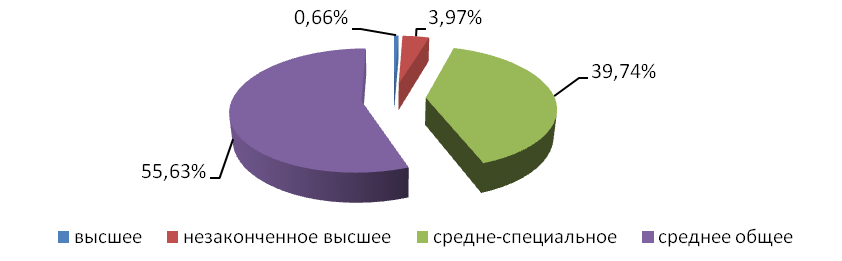 0,66%
3,97%
39,74%
55,63%
высшее незаконченное высшее средне-специальное среднее общее